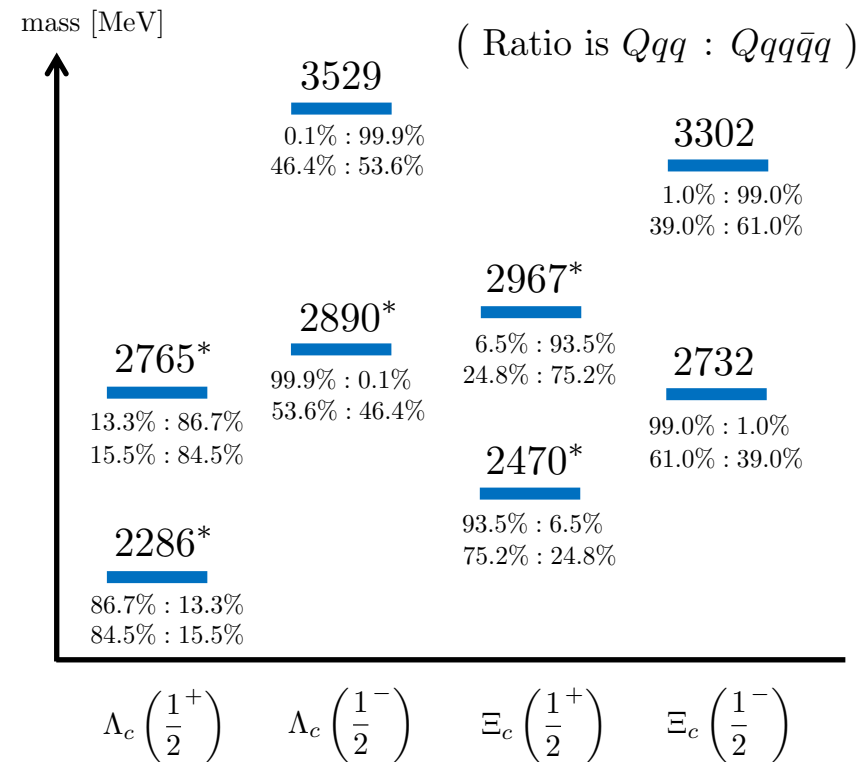 mass [MeV]
( Ratio is Qqq : Qqqq̄q )
3529
0.1% : 99.9%
46.4% : 53.6%
3302
1.0% : 99.0%
39.0% : 61.0%
2967*
6.5% : 93.5%
24.8% : 75.2%
2890*
99.9% : 0.1%
53.6% : 46.4%
2765*
13.3% : 86.7%
15.5% : 84.5%
2732
99.0% : 1.0%
61.0% : 39.0%
2470*
93.5% : 6.5%
75.2% : 24.8%
2286*
86.7% : 13.3%
84.5% : 15.5%
Λc (1/2⁺) Λc (1/2⁻) Ξc (1/2⁺) Ξc (1/2⁻)